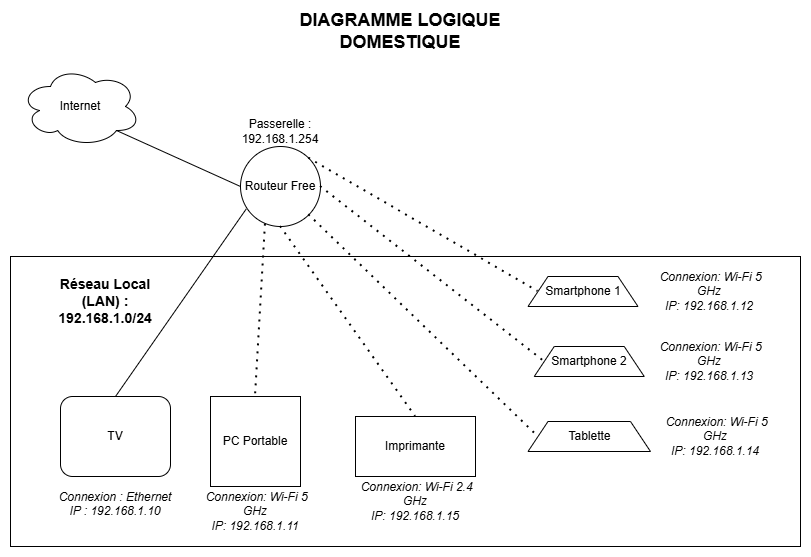 DIAGRAMME LOGIQUE
DOMESTIQUE
Internet
Passerelle :
192.168.1.254
Routeur Free
Réseau Local
(LAN) :
192.168.1.0/24
Smartphone 1
Connexion: Wi-Fi 5
GHz
IP: 192.168.1.12
Smartphone 2
Connexion: Wi-Fi 5
GHz
IP: 192.168.1.13
Tablette
Connexion: Wi-Fi 5
GHz
IP: 192.168.1.14
TV
Connexion : Ethernet
IP : 192.168.1.10
PC Portable
Connexion: Wi-Fi 5
GHz
IP: 192.168.1.11
Imprimante
Connexion: Wi-Fi 2.4
GHz
IP: 192.168.1.15